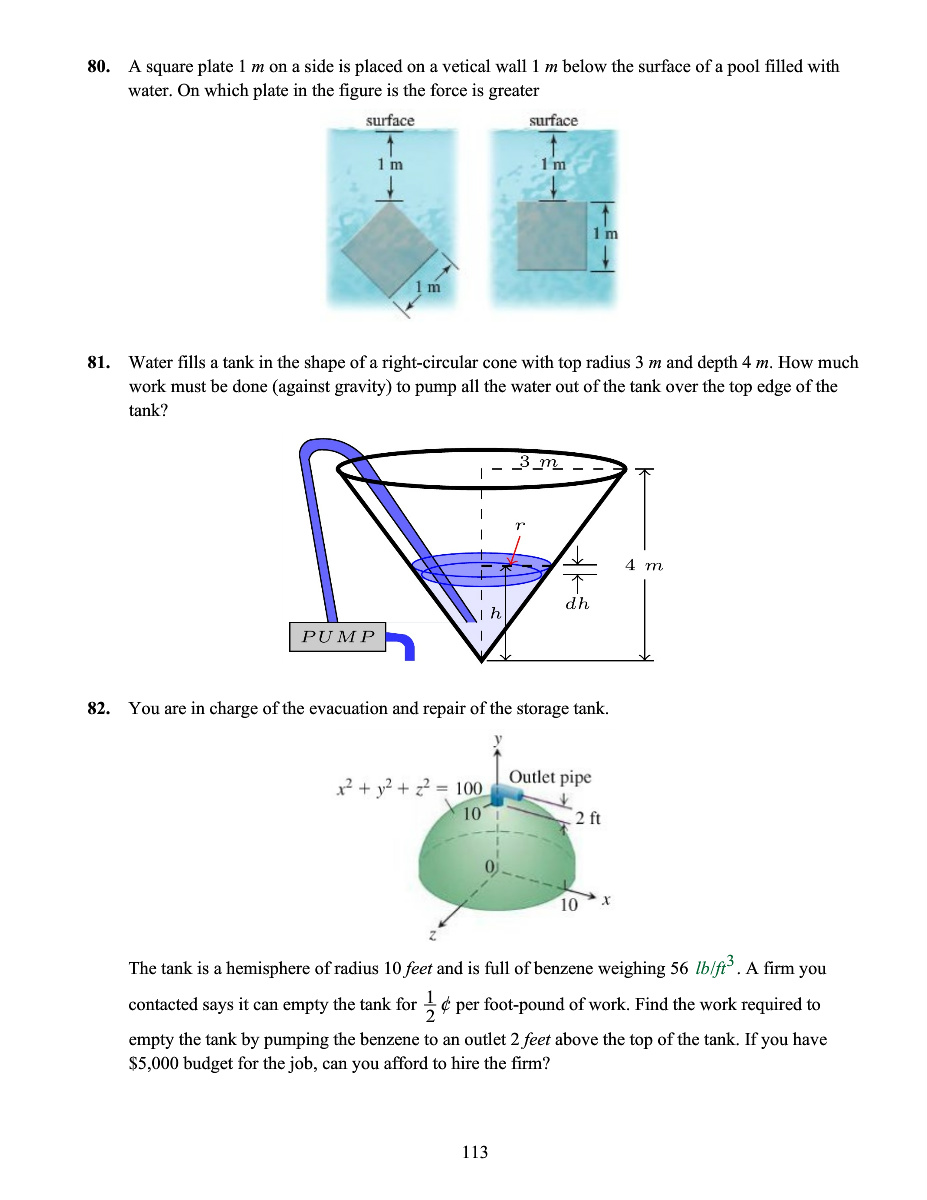 80. A square plate 1 m on a side is placed on a vetical wall 1 m below the surface of a pool filled with
water. On which plate in the figure is the force is greater
surface
1 m
1 m
surface
1 m
1 m
81. Water fills a tank in the shape of a right-circular cone with top radius 3 m and depth 4 m. How much
work must be done (against gravity) to pump all the water out of the tank over the top edge of the
tank?
3 m
r
4 m
dh
h
PUMP
82. You are in charge of the evacuation and repair of the storage tank.
y
Outlet pipe
x² + y² + z² = 100
10
2 ft
0
10
x
z
The tank is a hemisphere of radius 10 feet and is full of benzene weighing 56 lb/ft³. A firm you
contacted says it can empty the tank for 1/2 ¢ per foot-pound of work. Find the work required to
empty the tank by pumping the benzene to an outlet 2 feet above the top of the tank. If you have
$5,000 budget for the job, can you afford to hire the firm?
113